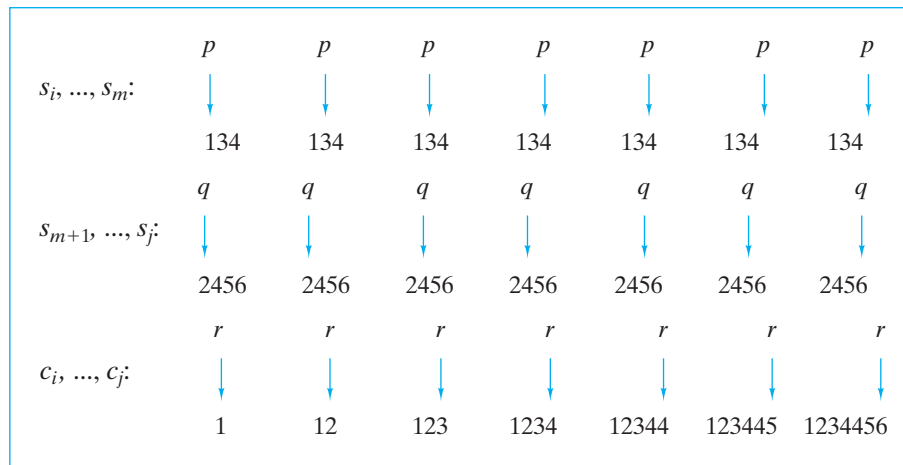 p p p p p p p
s_i, ..., s_m:
134 134 134 134 134 134 134
q q q q q q q
s_{m+1}, ..., s_j:
2456 2456 2456 2456 2456 2456 2456
r r r r r r r
c_i, ..., c_j:
1 12 123 1234 12344 123445 1234456